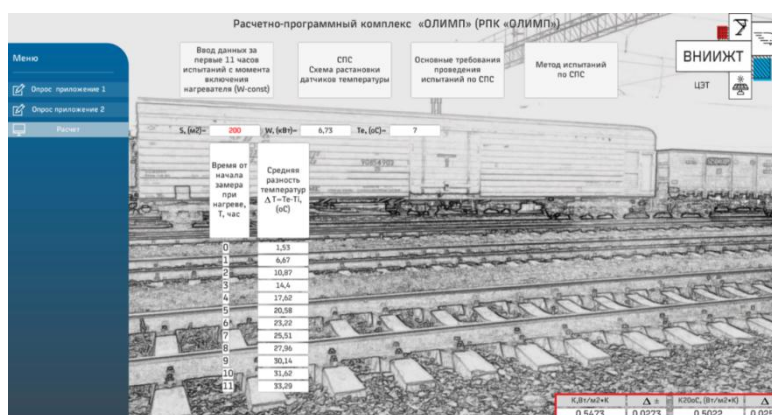 Расчетно-программный комплекс «ОЛИМП» (РПК «ОЛИМП»)
Меню
Опрос приложение 1
Опрос приложение 2
Расчет
Ввод данных за
первые 11 часов
испытаний с момента
включения
нагревателя (W-const)
СПС
Схема растановки
датчиков температуры
Основные требования
проведения
испытаний по СПС
Метод испытаний
по СПС
ВНИИЖТ
ЦЭТ
S, (м2)= 200 W, (кВт)= 6,73 Te, (oC)= 7
Время от
начала
замера
при
нагреве,
Т, час
Средняя
разность
температур
Δ T=Te-Ti,
(oC)
0 1,53
1 6,67
2 10,87
3 14,4
4 17,62
5 20,58
6 23,22
7 25,51
8 27,96
9 30,14
10 31,62
11 33,28
K,Вт/м2*К Δ ± K20oC, (Вт/м2*К) Δ
0,5473 0,0273 0,5022